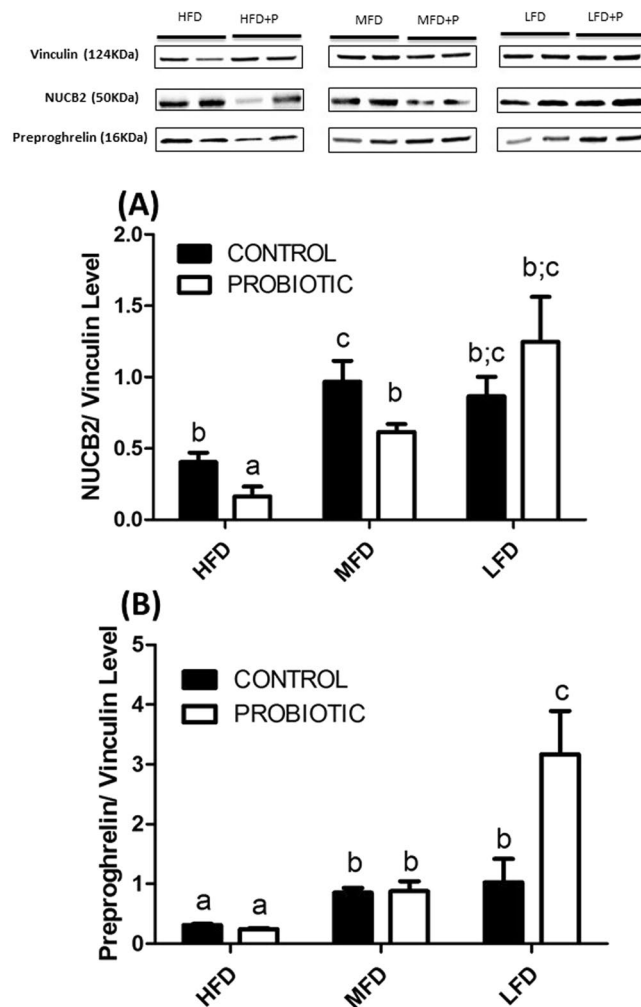 HFD HFD+P MFD MFD+P LFD LFD+P
Vinculin (124KDa)
NUCB2 (50KDa)
Preproghrelin (16KDa)
(A)
NUCB2/ Vinculin Level
2.0
1.5
1.0
0.5
0.0
CONTROL
PROBIOTIC
b a c b b;c b;c
HFD MFD LFD
(B)
Preproghrelin/ Vinculin Level
5
4
3
2
1
0
CONTROL
PROBIOTIC
a a b b b c
HFD MFD LFD